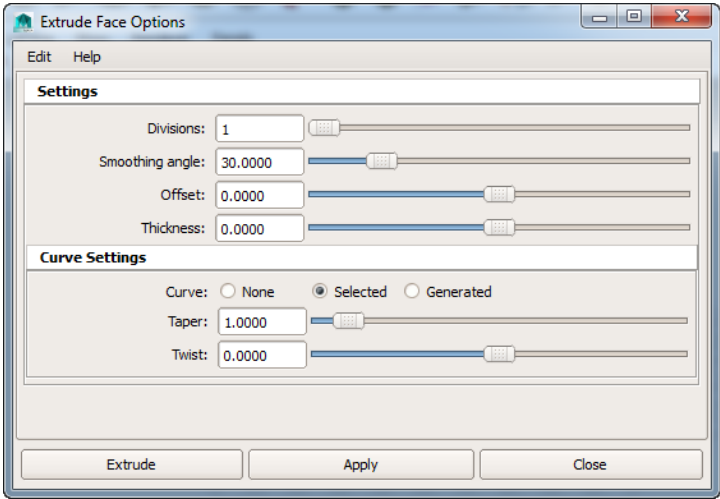 Extrude Face Options
Edit Help
Settings
Divisions: 1
Smoothing angle: 30.0000
Offset: 0.0000
Thickness: 0.0000
Curve Settings
Curve: None Selected Generated
Taper: 1.0000
Twist: 0.0000
Extrude Apply Close